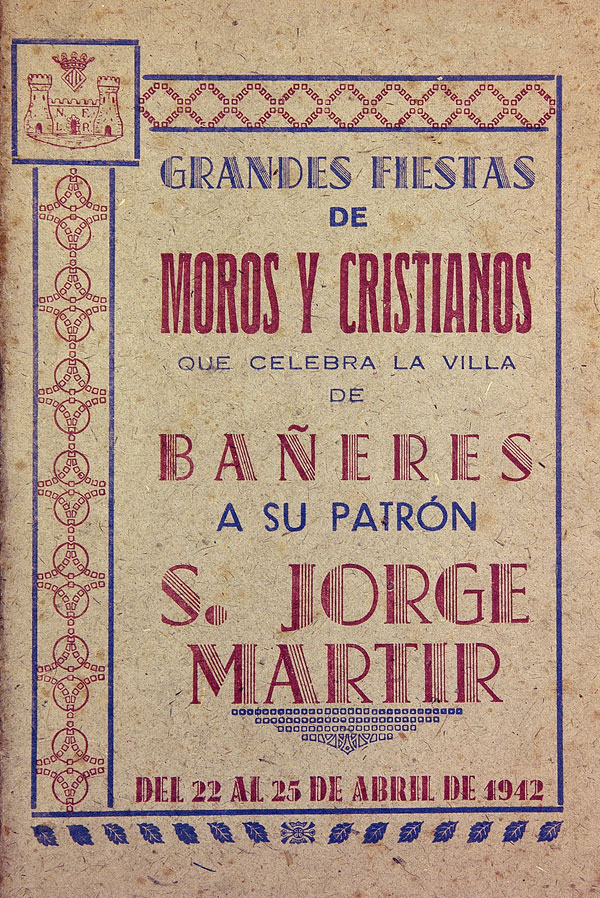 N. F.
L. R.
GRANDES FIESTAS
DE
MOROS Y CRISTIANOS
QUE CELEBRA LA VILLA
DE
BAÑERES
A SU PATRÓN
S. JORGE
MARTIR
DEL 22 AL 25 DE ABRIL DE 1942